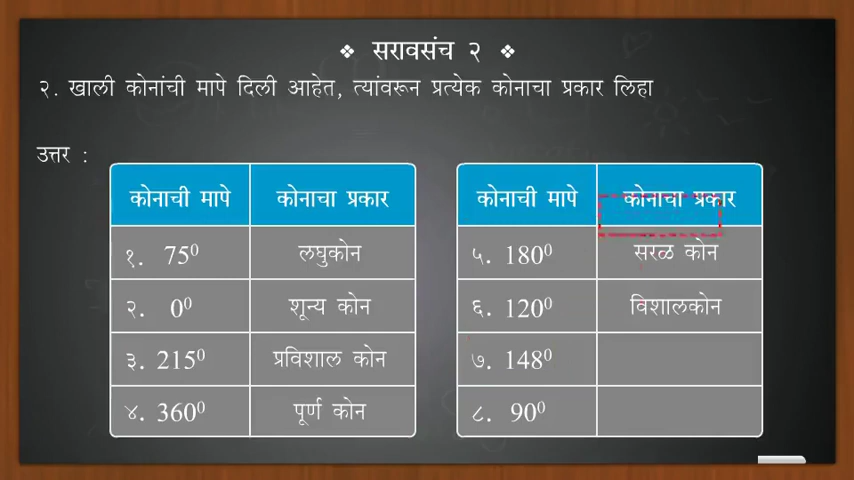 ❖ सरावसंच २ ❖
२. खाली कोनांची मापे दिली आहेत, त्यांवरून प्रत्येक कोनाचा प्रकार लिहा
उत्तर :
कोनाची मापे कोनाचा प्रकार
१. 75⁰ लघुकोन
२. 0⁰ शून्य कोन
३. 215⁰ प्रविशाल कोन
४. 360⁰ पूर्ण कोन
कोनाची मापे कोनाचा प्रकार
५. 180⁰ सरळ कोन
६. 120⁰ विशालकोन
७. 148⁰
८. 90⁰